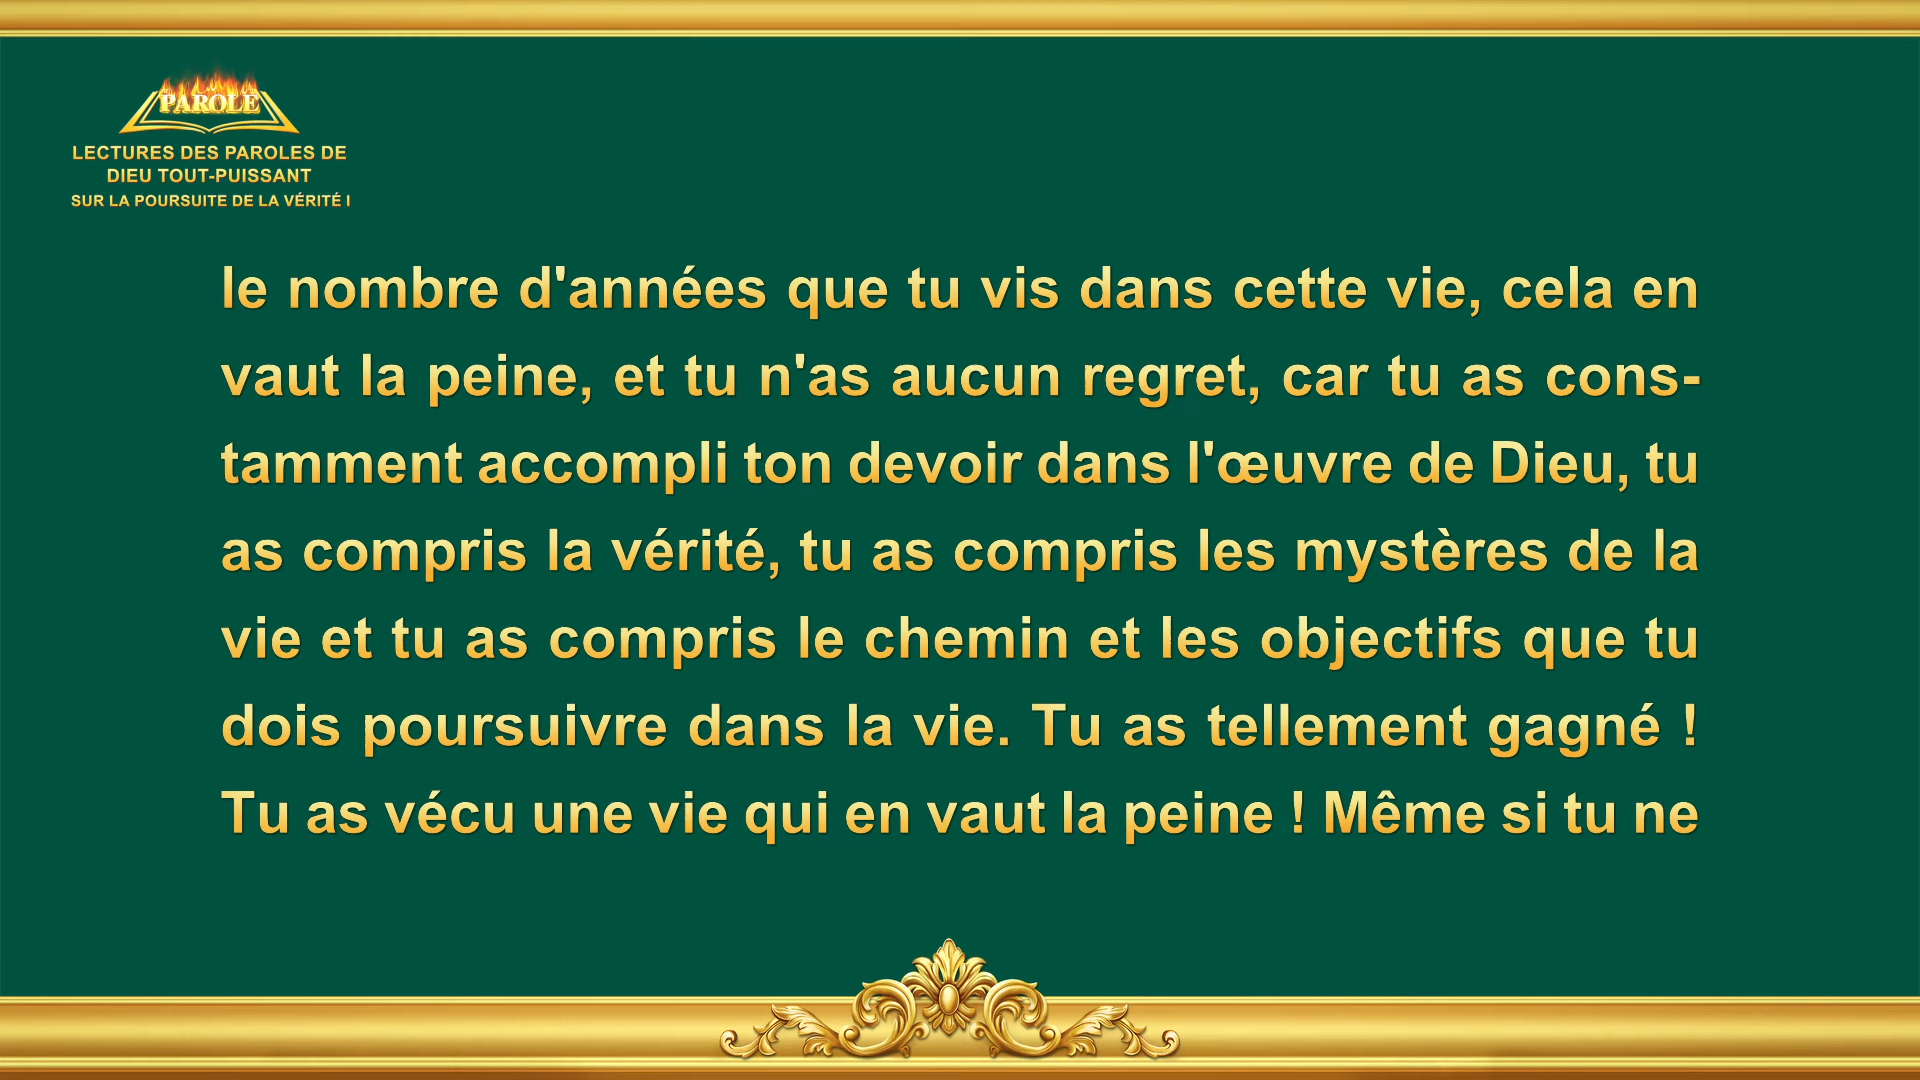 PAROLE
LECTURES DES PAROLES DE
DIEU TOUT-PUISSANT
SUR LA POURSUITE DE LA VÉRITÉ I
le nombre d'années que tu vis dans cette vie, cela en
vaut la peine, et tu n'as aucun regret, car tu as cons-
tamment accompli ton devoir dans l'œuvre de Dieu, tu
as compris la vérité, tu as compris les mystères de la
vie et tu as compris le chemin et les objectifs que tu
dois poursuivre dans la vie. Tu as tellement gagné !
Tu as vécu une vie qui en vaut la peine ! Même si tu ne